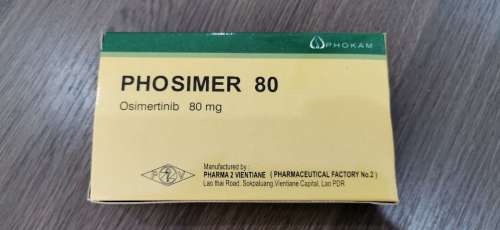 PHOKAM
PHOSIMER 80
Osimertinib 80 mg
Manufactured by :
PHARMA 2 VIENTIANE ( PHARMACEUTICAL FACTORY No.2 )
Lao thai Road, Sokpaluang,Vientiane Capital, Lao PDR
P2V